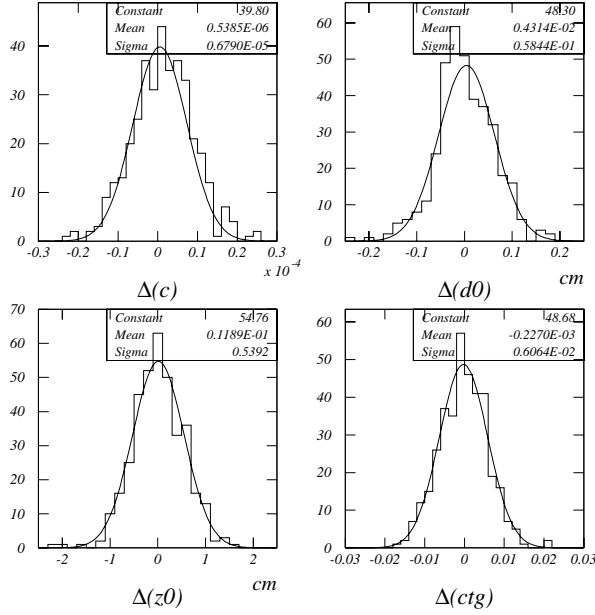 Constant 39.80
Mean 0.5385E-06
Sigma 0.6790E-05
40
30
20
10
0
-0.3 -0.2 -0.1 0 0.1 0.2 0.3
x 10 -4
Δ(c)
Constant 48.30
Mean 0.4314E-02
Sigma 0.5844E-01
60
50
40
30
20
10
0
-0.2 -0.1 0 0.1 0.2
cm
Δ(d0)
Constant 54.76
Mean 0.1189E-01
Sigma 0.5392
70
60
50
40
30
20
10
0
-2 -1 0 1 2
cm
Δ(z0)
Constant 48.68
Mean -0.2270E-03
Sigma 0.6064E-02
60
50
40
30
20
10
0
-0.03 -0.02 -0.01 0 0.01 0.02 0.03
Δ(ctg)